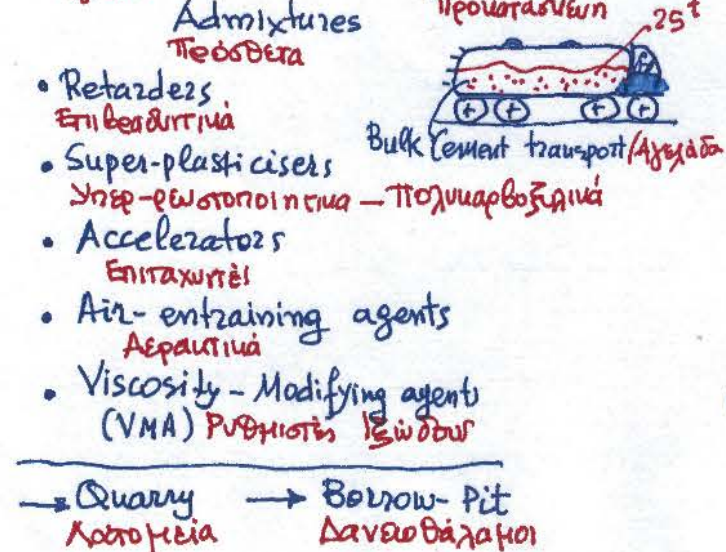 Admixtures
Πρόσθετα
• Retarders
Επιβραδυντικά
• Super-plasticisers
Υπερ-ρευστοποιητικά – Πολυκαρβοξυλικά
• Accelerators
Επιταχυντές
• Air-entraining agents
Αερακτικά
• Viscosity-Modifying agents
(VMA) Ρυθμιστές Ιξώδους
→ Quarry → Borrow-Pit
Λατομεία Δανειοθάλαμοι
Προκατασκευή
25t
Bulk Cement transport/Αγελάδα